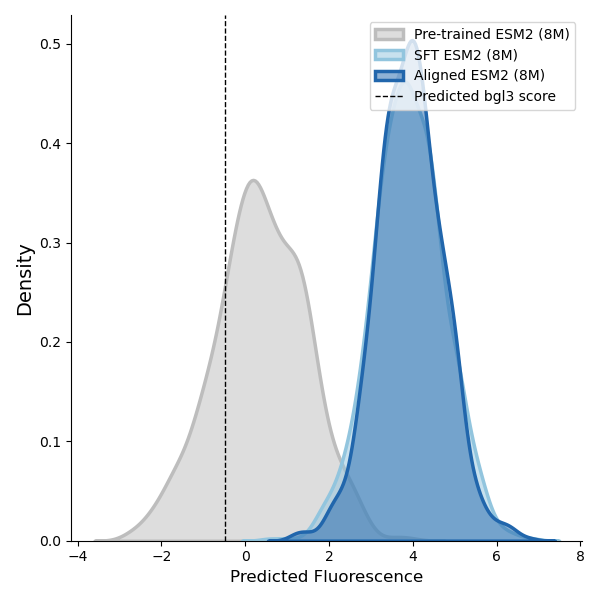 Pre-trained ESM2 (8M)
SFT ESM2 (8M)
Aligned ESM2 (8M)
Predicted bgl3 score
Density
0.5
0.4
0.3
0.2
0.1
0.0
−4
−2
0
2
4
6
8
Predicted Fluorescence